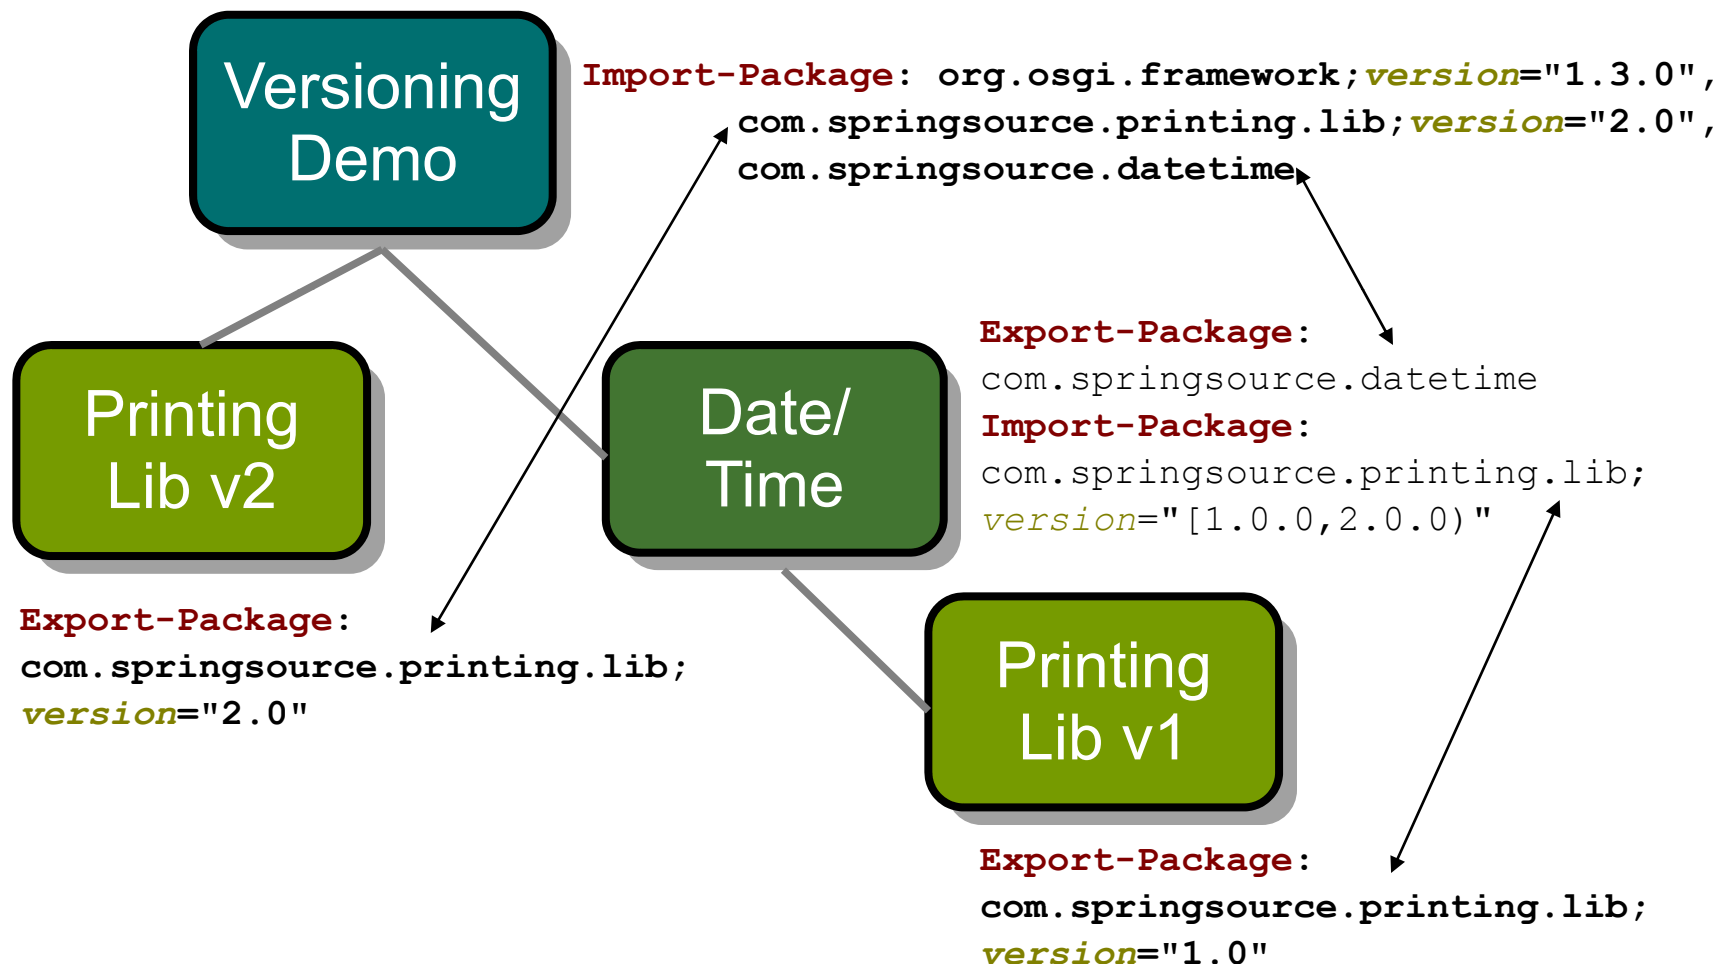 Versioning
Demo
Import-Package: org.osgi.framework;version="1.3.0",
com.springsource.printing.lib;version="2.0",
com.springsource.datetime
Printing
Lib v2
Date/
Time
Export-Package:
com.springsource.datetime
Import-Package:
com.springsource.printing.lib;
version="[1.0.0,2.0.0)"
Export-Package:
com.springsource.printing.lib;
version="2.0"
Printing
Lib v1
Export-Package:
com.springsource.printing.lib;
version="1.0"